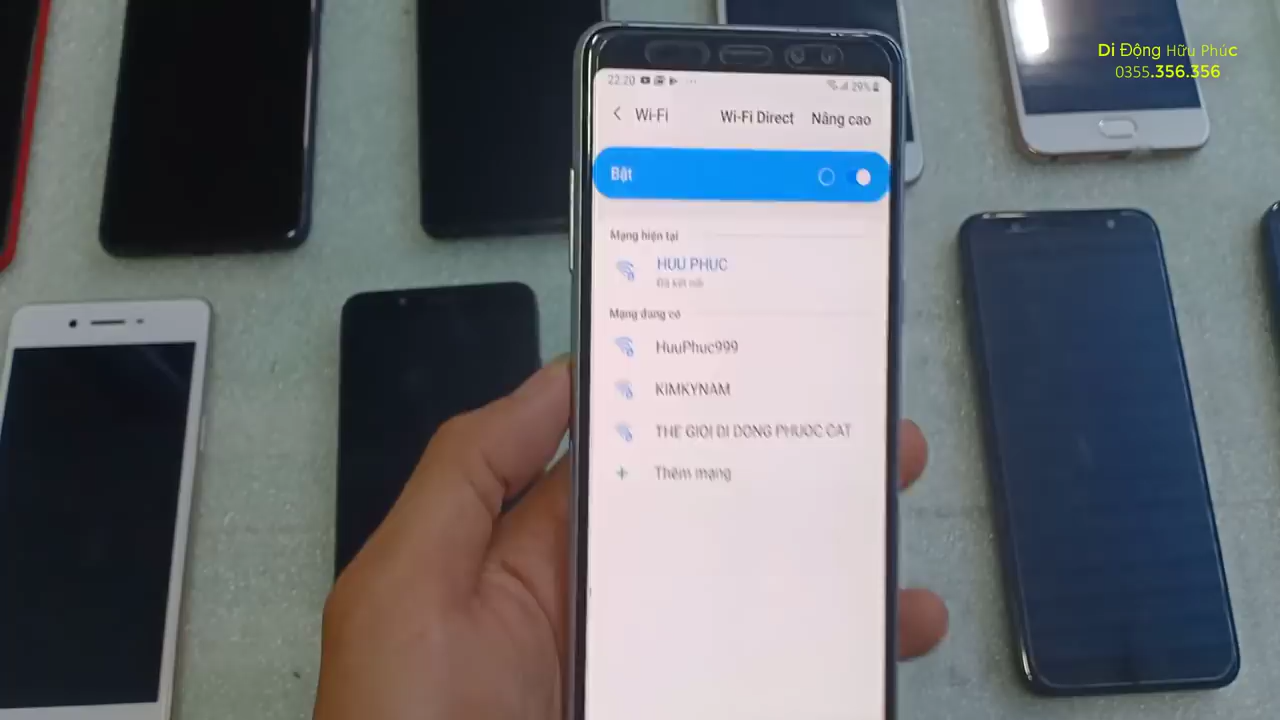 Di Động Hữu Phúc
0355.356.356
22:20
29%
Wi-Fi
Wi-Fi Direct
Nâng cao
Bật
Mạng hiện tại
HUU PHUC
Đã kết nối
Mạng đang có
HuuPhuc999
KIMKYNAM
THE GIOI DI DONG PHUOC CAT
Thêm mạng